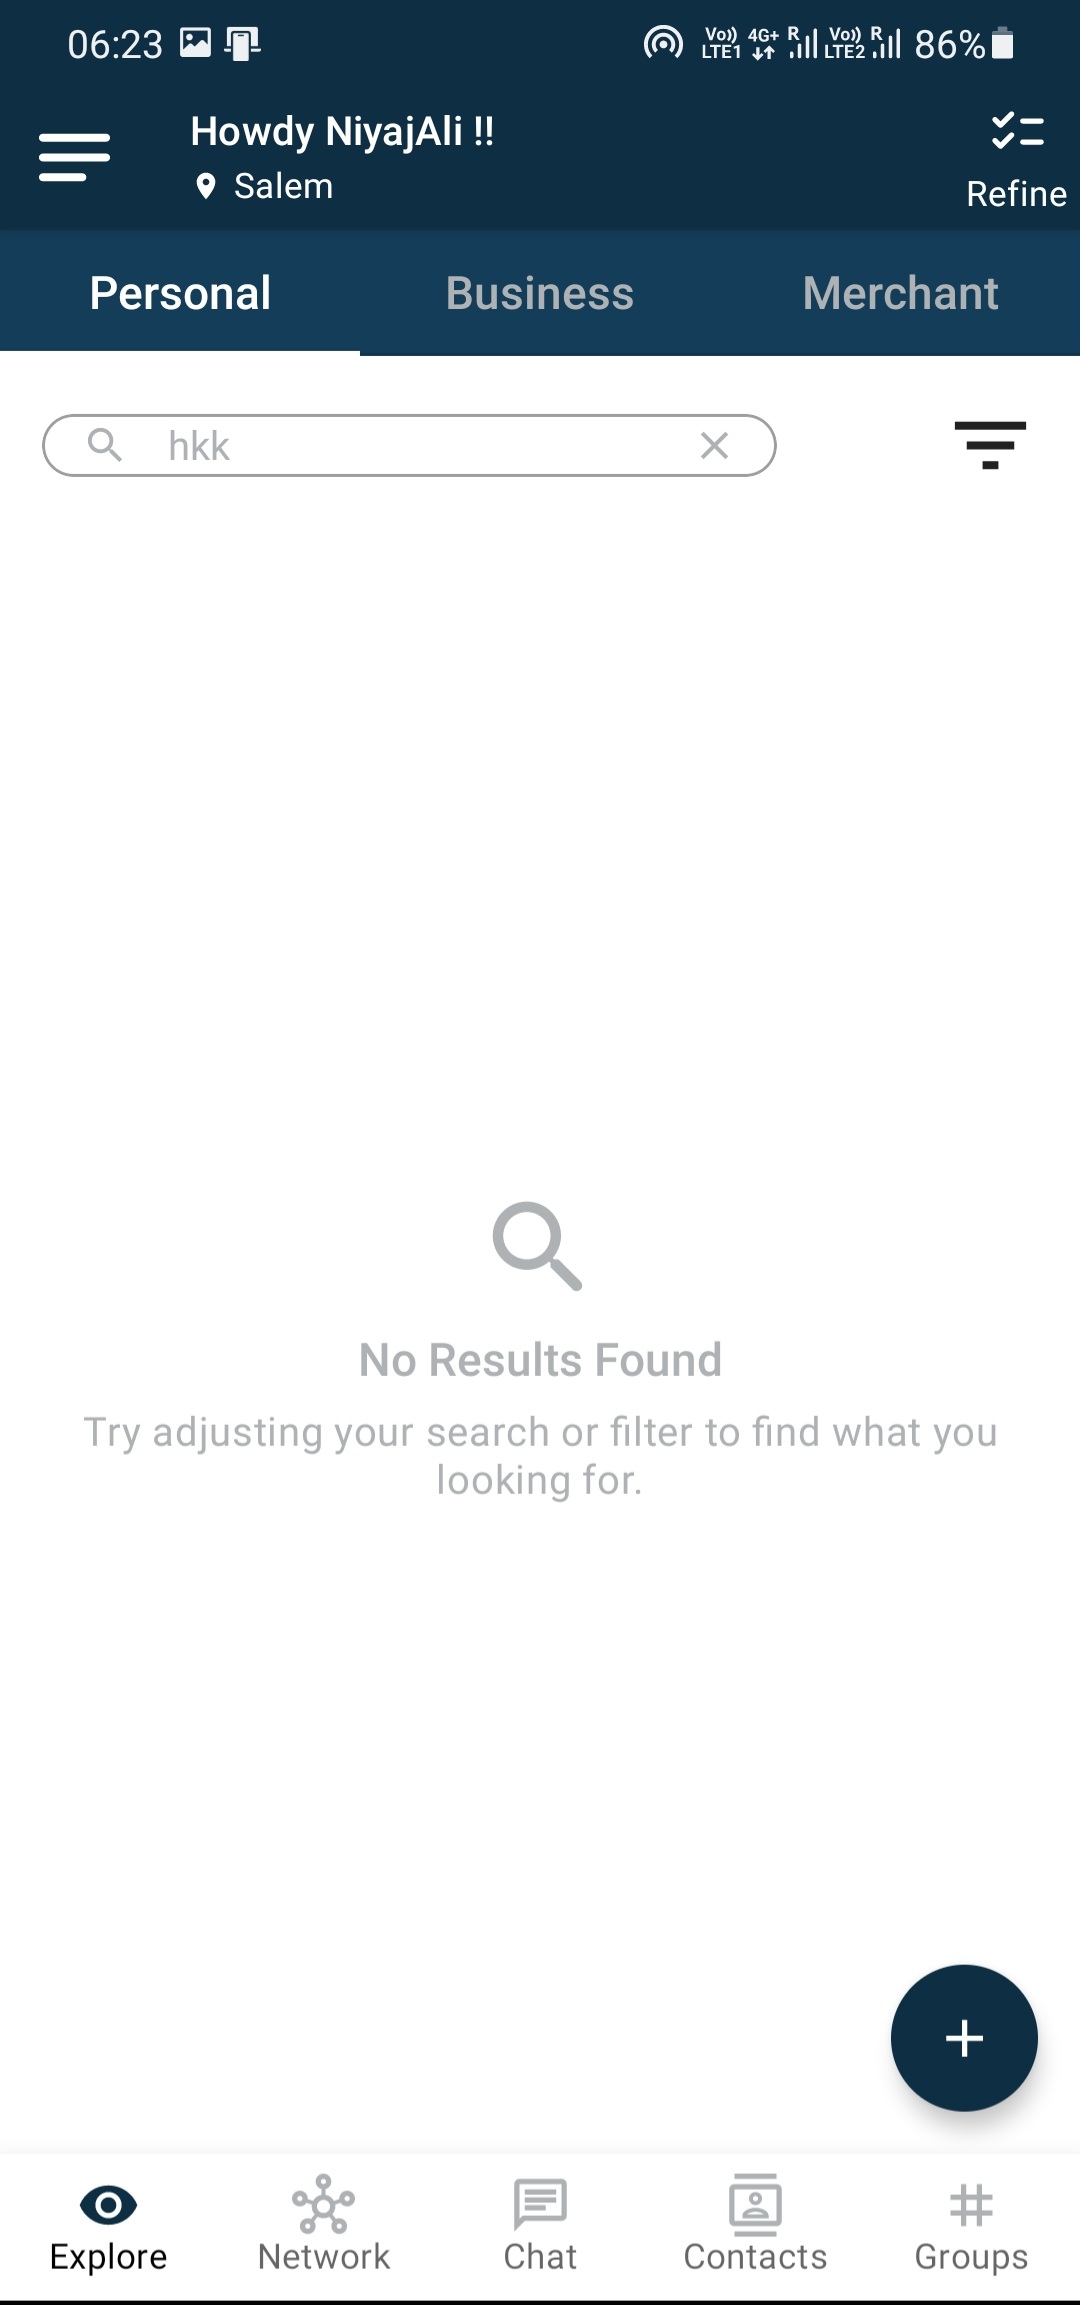 06:23 Vo)) LTE1 4G+ R Vo)) LTE2 R 86%
Howdy NiyajAli !!
Salem
Refine
Personal Business Merchant
hkk
No Results Found
Try adjusting your search or filter to find what you
looking for.
Explore Network Chat Contacts Groups